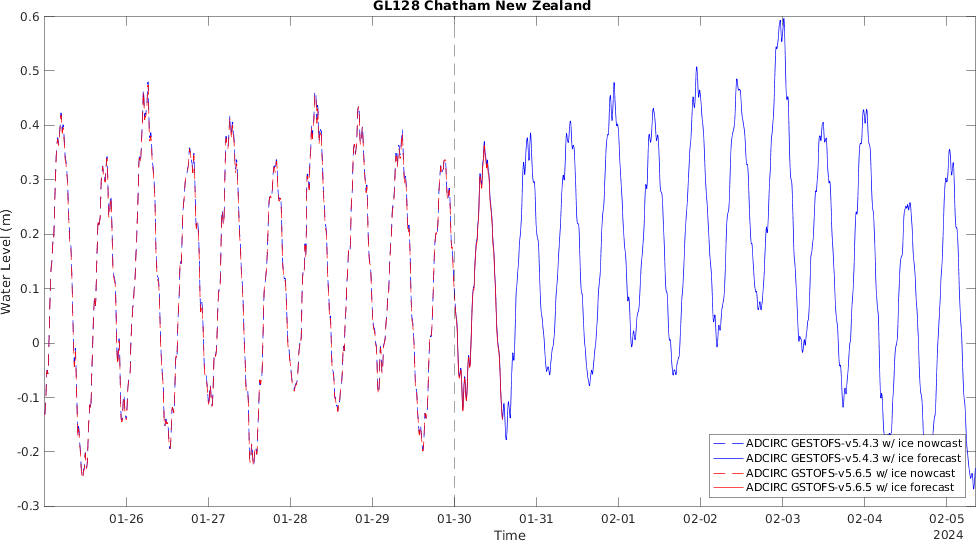 GL128 Chatham New Zealand
0.6
0.5
0.4
0.3
0.2
0.1
0
-0.1
-0.2
-0.3
Water Level (m)
ADCIRC GESTOFS-v5.4.3 w/ ice nowcast
ADCIRC GESTOFS-v5.4.3 w/ ice forecast
ADCIRC GSTOFS-v5.6.5 w/ ice nowcast
ADCIRC GSTOFS-v5.6.5 w/ ice forecast
01-26 01-27 01-28 01-29 01-30 01-31 02-01 02-02 02-03 02-04 02-05
Time
2024